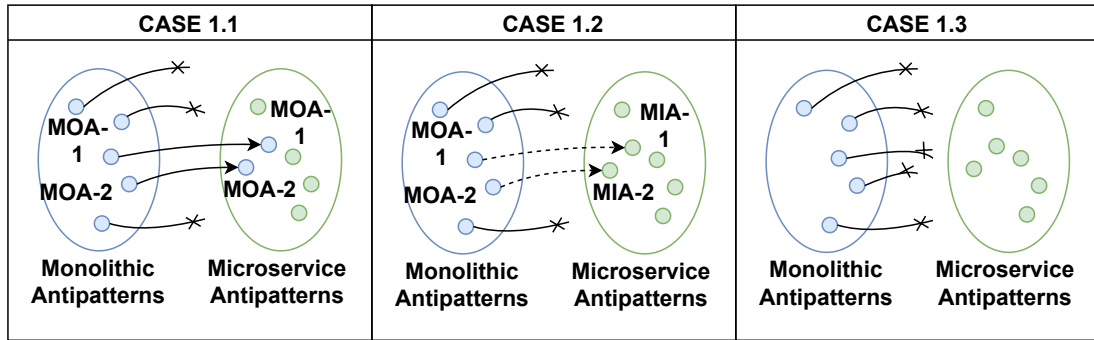 CASE 1.1
CASE 1.2
CASE 1.3
MOA-
1
MOA-2
MOA-
1
MOA-2
Monolithic
Antipatterns
Microservice
Antipatterns
MOA-
1
MOA-2
MIA-
1
MIA-2
Monolithic
Antipatterns
Microservice
Antipatterns
Monolithic
Antipatterns
Microservice
Antipatterns